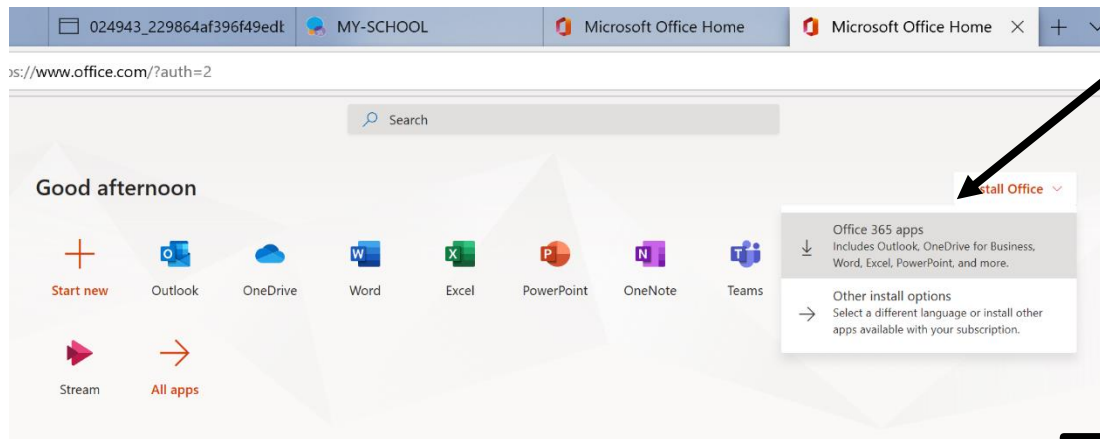 024943_229864af396f49edb
MY-SCHOOL
Microsoft Office Home
Microsoft Office Home
www.office.com/?auth=2
Search
Good afternoon
Office
Office 365 apps
Includes Outlook, OneDrive for Business,
Word, Excel, PowerPoint, and more.
Other install options
Select a different language or install other
apps available with your subscription.
Start new
Outlook
OneDrive
Word
Excel
PowerPoint
OneNote
Teams
Stream
All apps